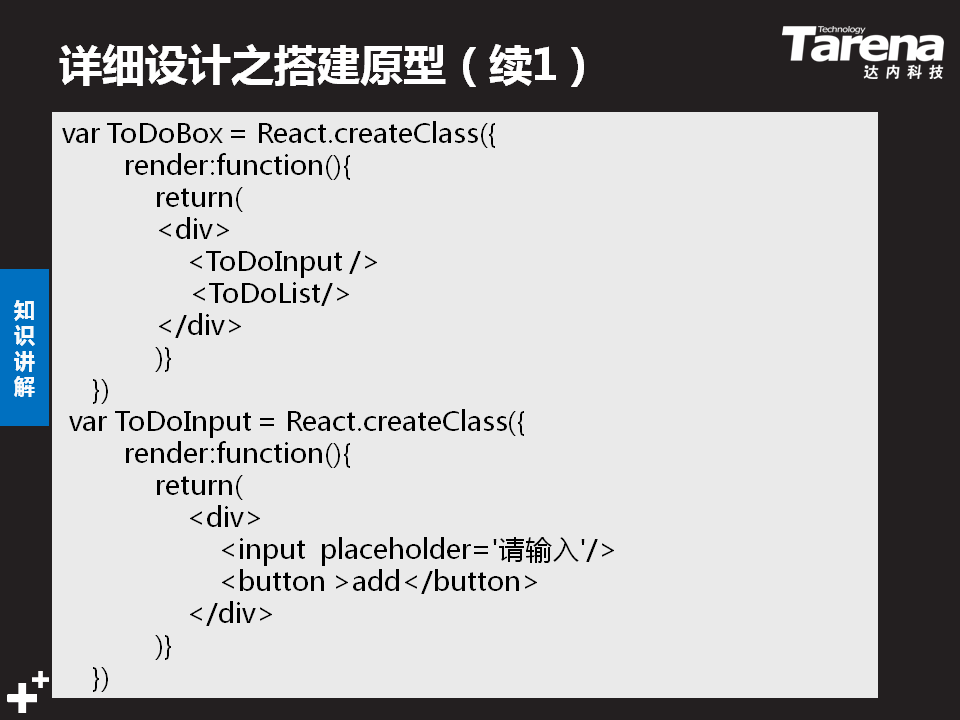 详细设计之搭建原型（续1）
Technology
Tarena
达内科技
var ToDoBox = React.createClass({
render:function(){
return(
<div>
<ToDoInput />
<ToDoList/>
</div>
)}
})
var ToDoInput = React.createClass({
render:function(){
return(
<div>
<input  placeholder='请输入'/>
<button >add</button>
</div>
)}
})
知识讲解